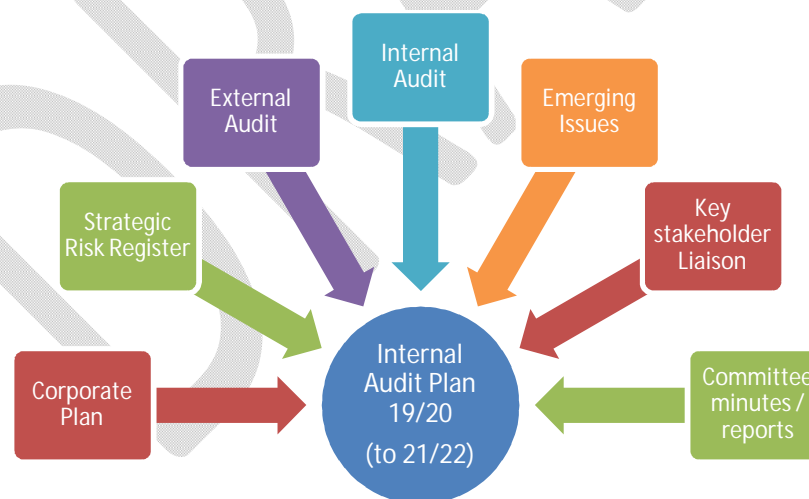 Internal
Audit
External
Audit
Emerging
Issues
Strategic
Risk Register
Key
stakeholder
Liaison
Corporate
Plan
Internal
Audit Plan
19/20
(to 21/22)
Committee
minutes /
reports